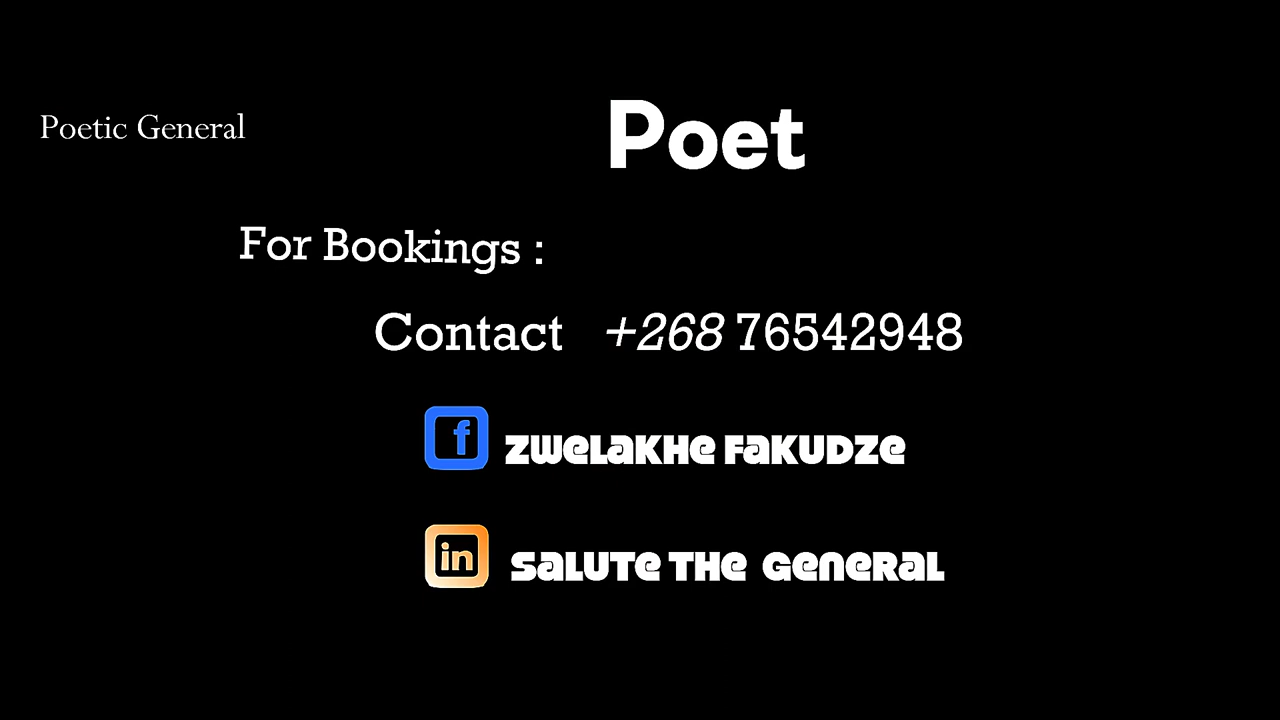 Poetic General
Poet
For Bookings :
Contact +268 76542948
f ZWELAKHE FAKUDZE
in SALUTE THE GENERAL